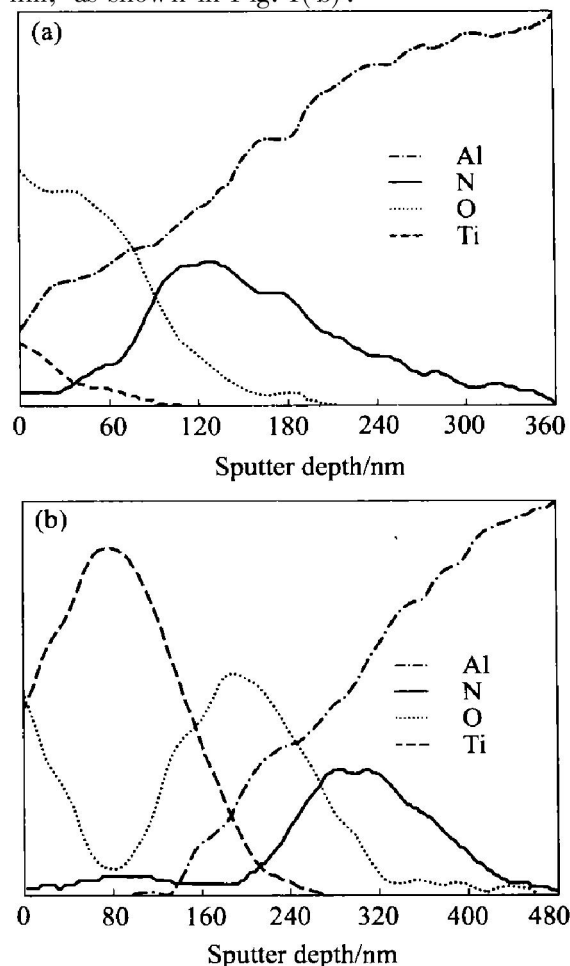 nm, as shown in Fig. 1(b).
(a)
Al
N
O
Ti
0 60 120 180 240 300 360
Sputter depth/nm
(b)
Al
N
O
Ti
0 80 160 240 320 400 480
Sputter depth/nm